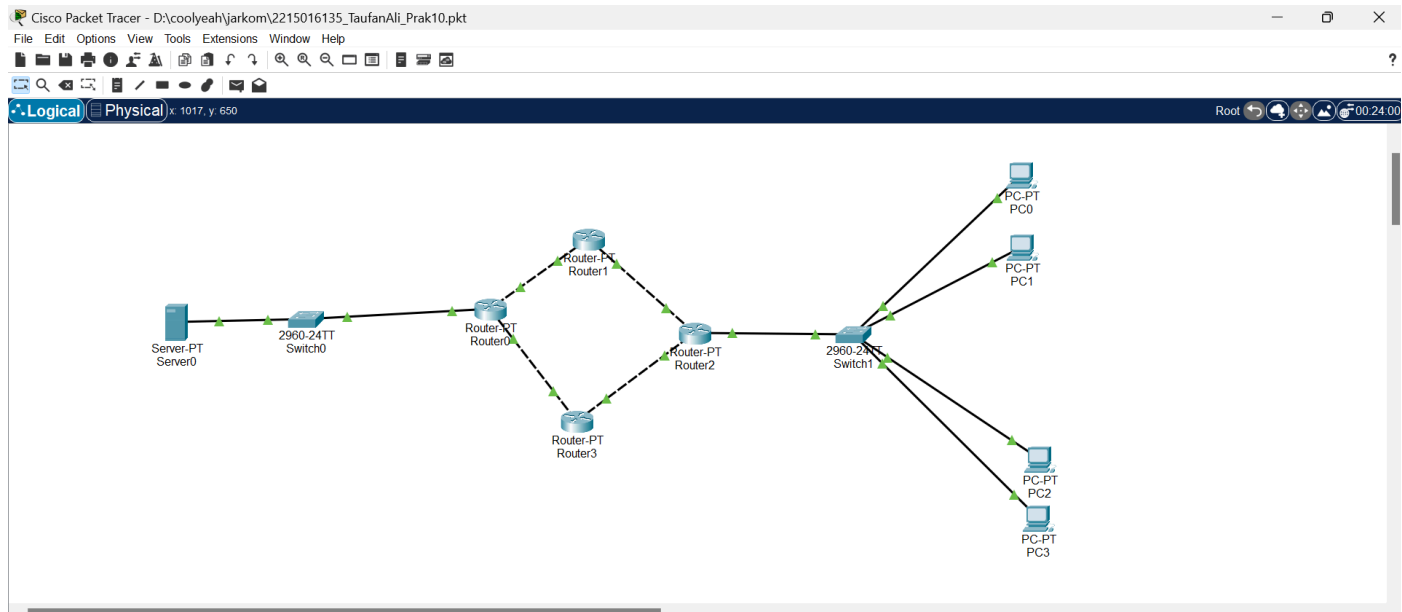 Cisco Packet Tracer - D:\coolyeah\jarkom\2215016135_TaufanAli_Prak10.pkt
File Edit Options View Tools Extensions Window Help
?
Logical Physical x: 1017, y: 650 Root 00:24:00
PC-PT
PC0
Router-PT
Router1
PC-PT
PC1
Server-PT
Server0
2960-24TT
Switch0
Router-PT
Router0
Router-PT
Router2
2960-24TT
Switch1
Router-PT
Router3
PC-PT
PC2
PC-PT
PC3